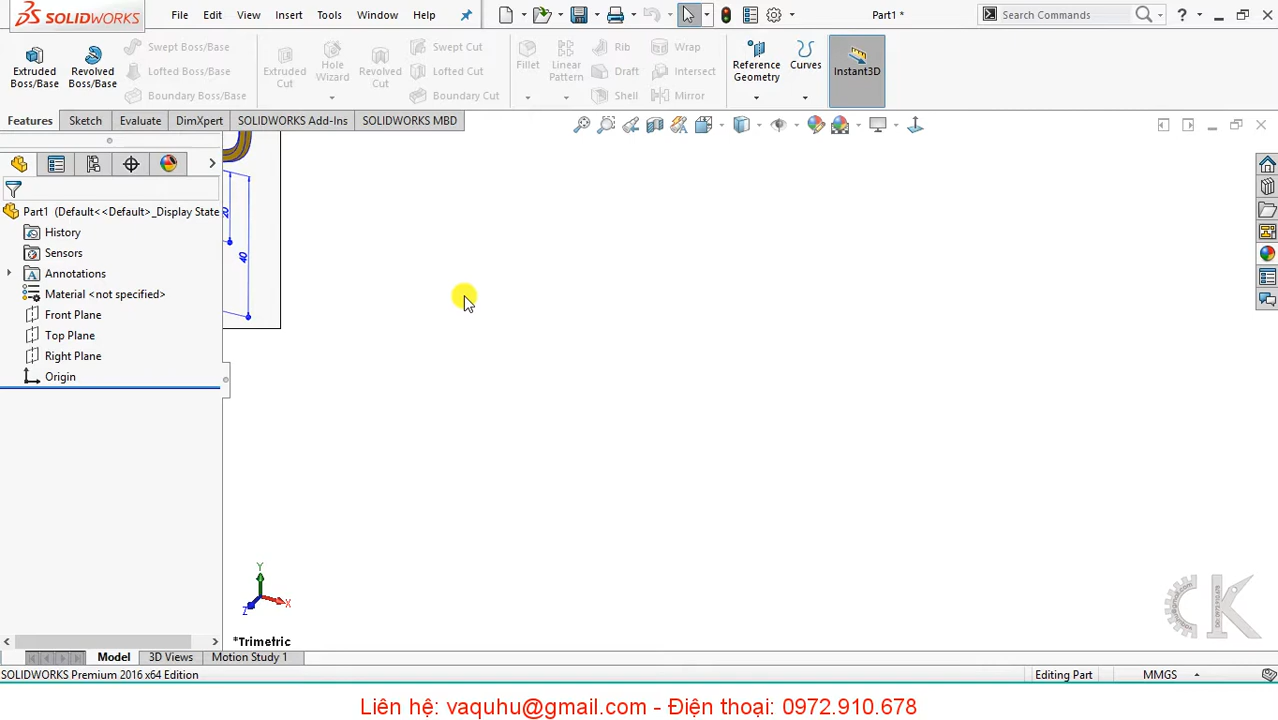 SOLIDWORKS File Edit View Insert Tools Window Help Part1 * Search Commands
Extruded Boss/Base
Revolved Boss/Base
Swept Boss/Base
Lofted Boss/Base
Boundary Boss/Base
Extruded Cut
Hole Wizard
Revolved Cut
Swept Cut
Lofted Cut
Boundary Cut
Fillet
Linear Pattern
Rib
Draft
Shell
Wrap
Intersect
Mirror
Reference Geometry
Curves
Instant3D
Features Sketch Evaluate DimXpert SOLIDWORKS Add-Ins SOLIDWORKS MBD
Part1 (Default<<Default>_Display State
History
Sensors
Annotations
Material <not specified>
Front Plane
Top Plane
Right Plane
Origin
20
40
Y
X
Z
*Trimetric
Model 3D Views Motion Study 1
SOLIDWORKS Premium 2016 x64 Edition Editing Part MMGS
Liên hệ: vaquhu@gmail.com - Điện thoại: 0972.910.678